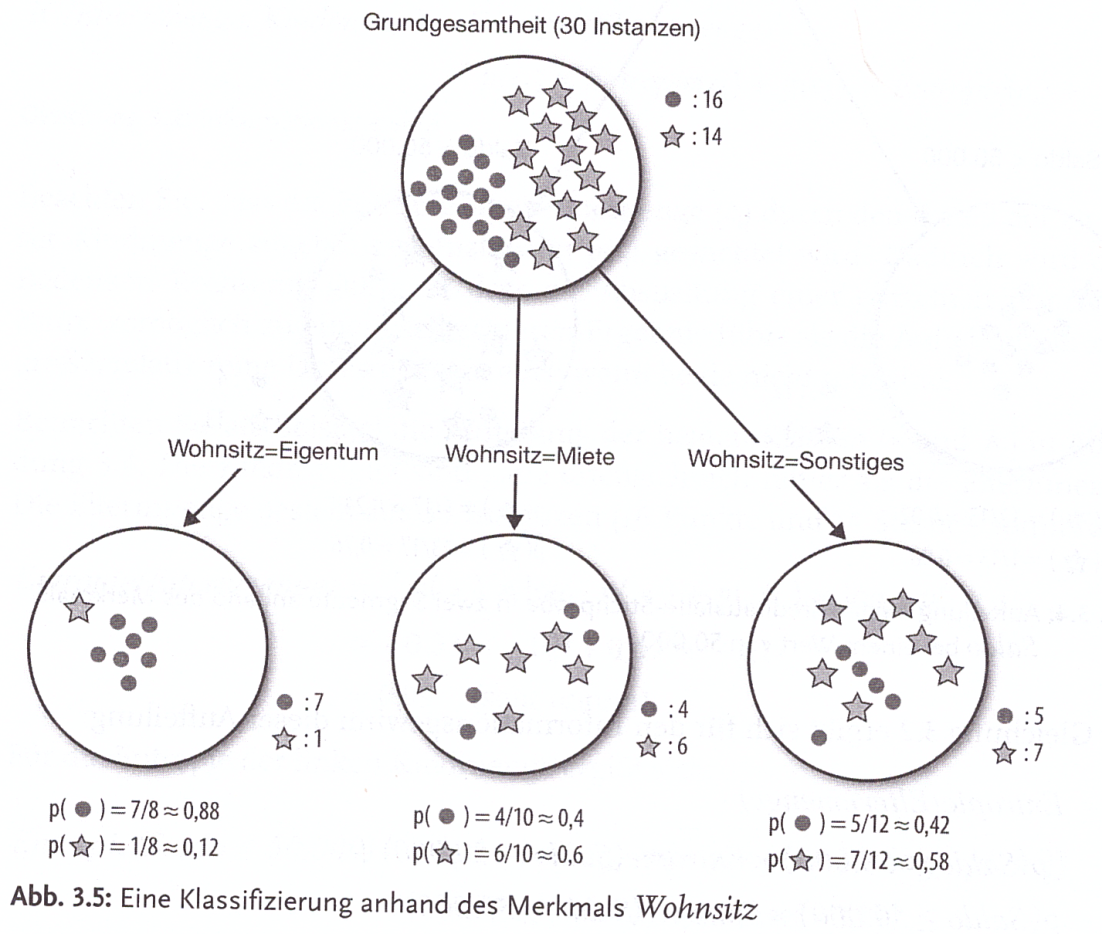 Grundgesamtheit (30 Instanzen)
: 16
: 14
Wohnsitz=Eigentum
Wohnsitz=Miete
Wohnsitz=Sonstiges
: 7
: 1
: 4
: 6
: 5
: 7
p( ● ) = 7/8 ≈ 0,88
p( ☆ ) = 1/8 ≈ 0,12
p( ● ) = 4/10 ≈ 0,4
p( ☆ ) = 6/10 ≈ 0,6
p( ● ) = 5/12 ≈ 0,42
p( ☆ ) = 7/12 ≈ 0,58
Abb. 3.5: Eine Klassifizierung anhand des Merkmals Wohnsitz